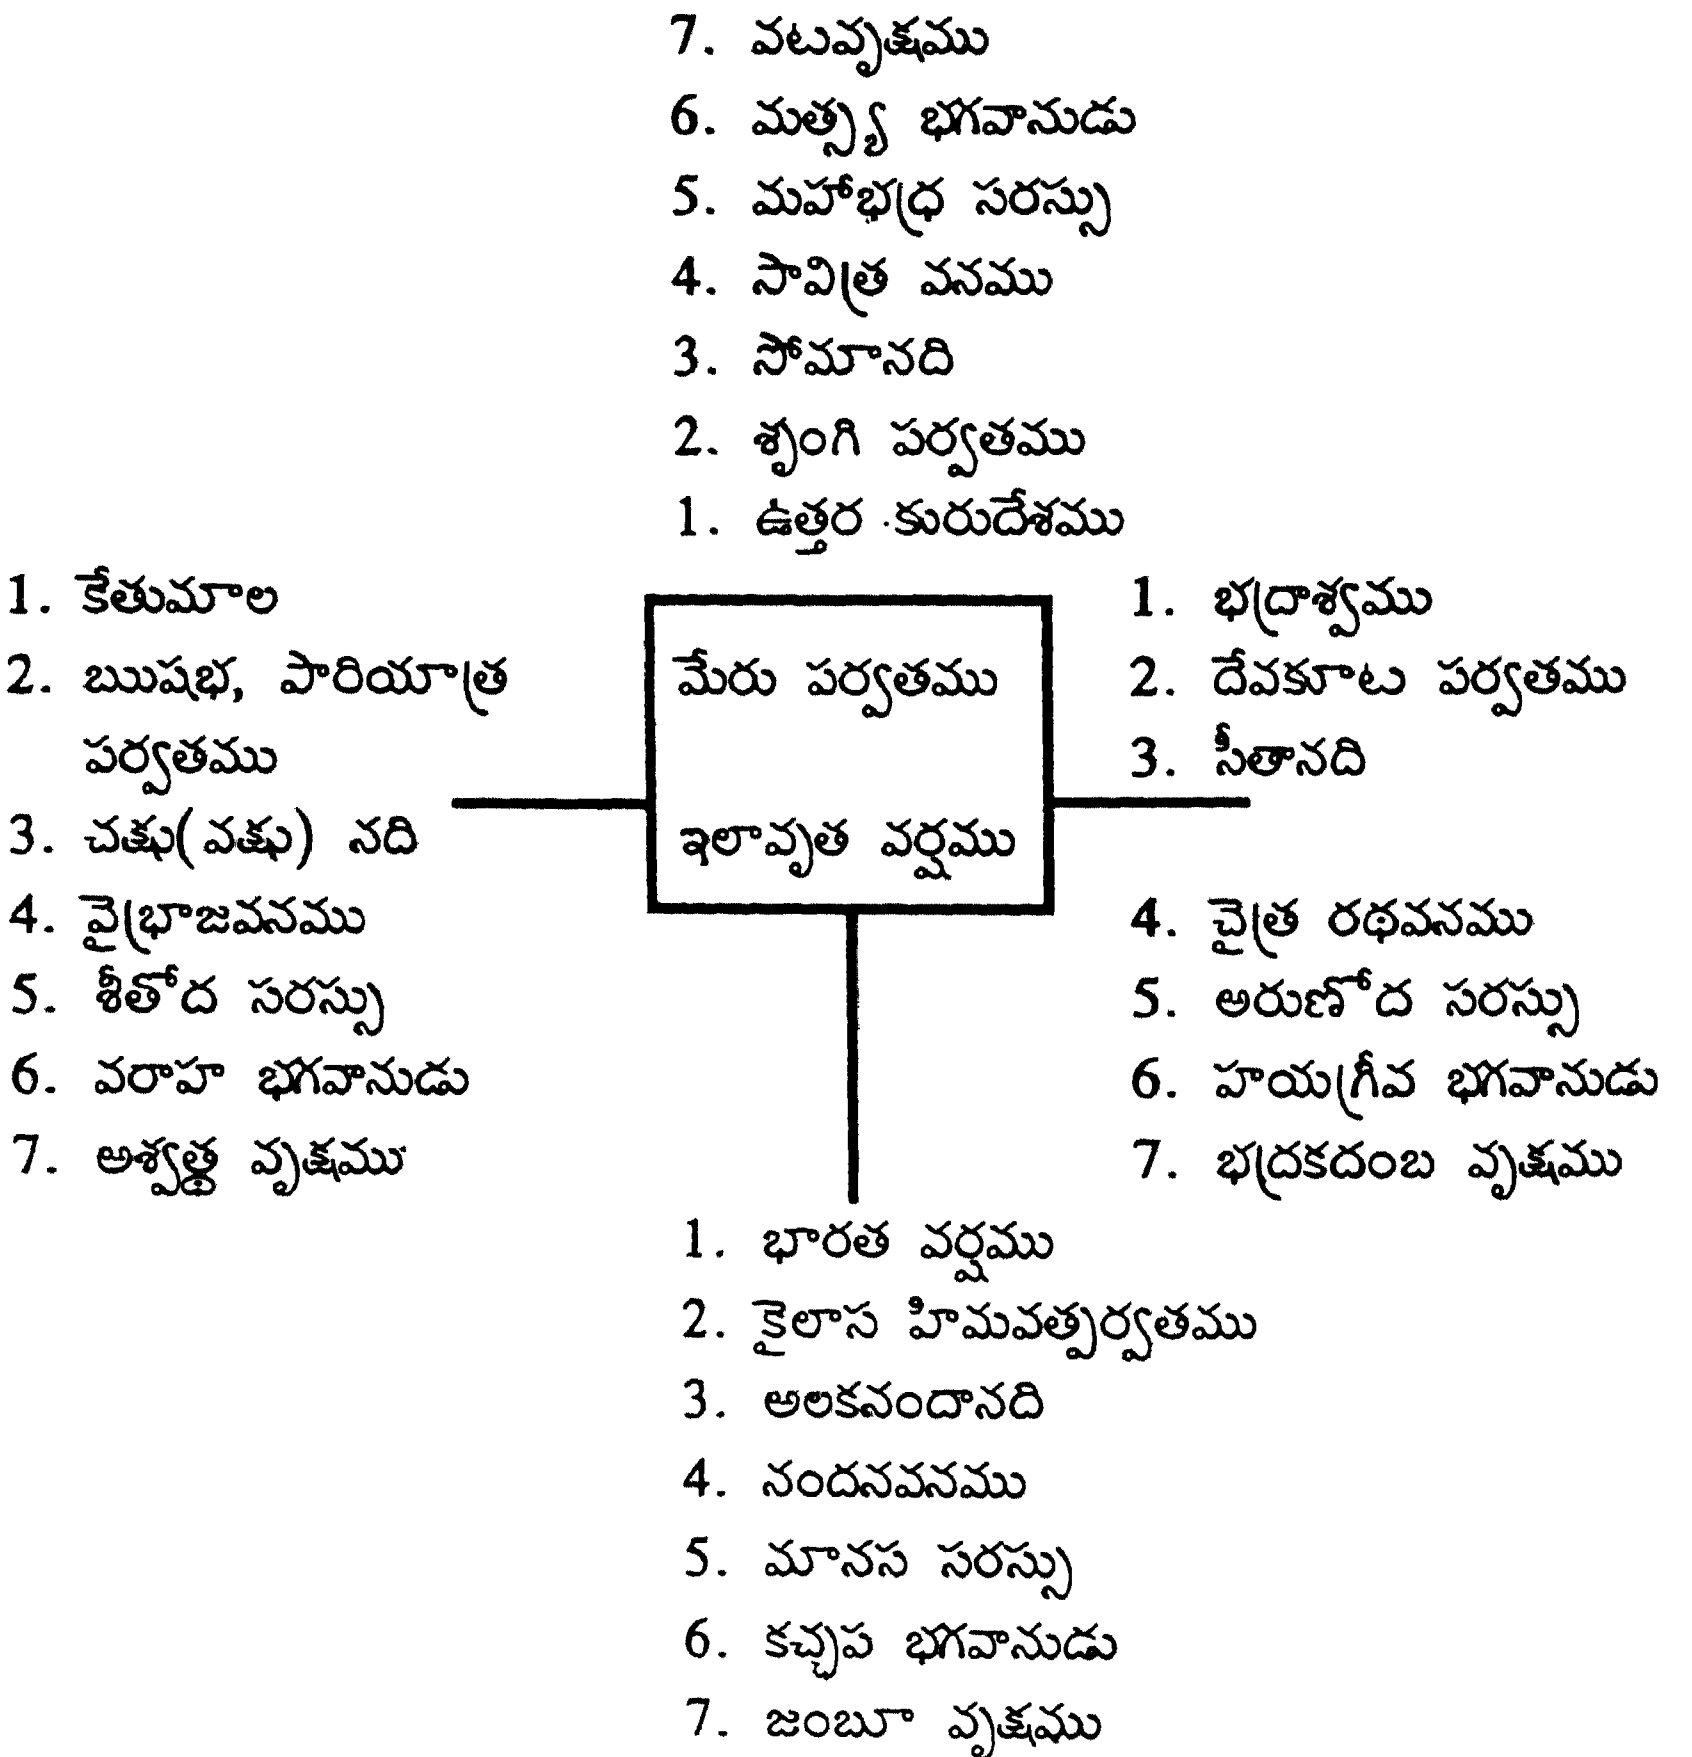 7. వటవృక్షము
6. మత్స్య భగవానుడు
5. మహాభద్ధ్ర సరస్సు
4. సావిత్ర వనము
3. సోమానది
2. శృంగి పర్వతము
1. ఉత్తర కురుదేశము
1. కేతుమాల
2. ఋషభ, పారియాత్ర
పర్వతము
3. చక్షు(వక్షు) నది
4. వైభ్రాజవనము
5. శీతోద సరస్సు
6. వరాహ భగవానుడు
7. అశ్వత్థ వృక్షము
మేరు పర్వతము
ఇలావృత వర్షము
1. భద్రాశ్వము
2. దేవకూట పర్వతము
3. సీతానది
4. చైత్ర రథవనము
5. అరుణోద సరస్సు
6. హయగ్రీవ భగవానుడు
7. భద్రకదంబ వృక్షము
1. భారత వర్షము
2. కైలాస హిమవత్పర్వతము
3. అలకనందానది
4. నందనవనము
5. మానస సరస్సు
6. కచ్ఛప భగవానుడు
7. జంబూ వృక్షము